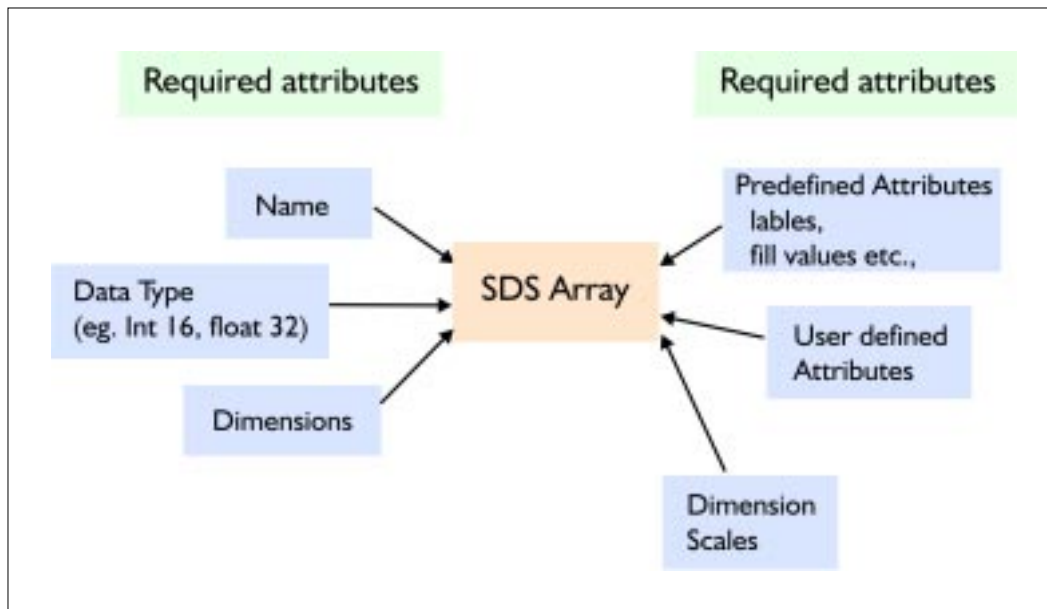 Required attributes
Required attributes
Name
Predefined Attributes
lables,
fill values etc.,
SDS Array
Data Type
(eg. Int 16, float 32)
User defined
Attributes
Dimensions
Dimension
Scales